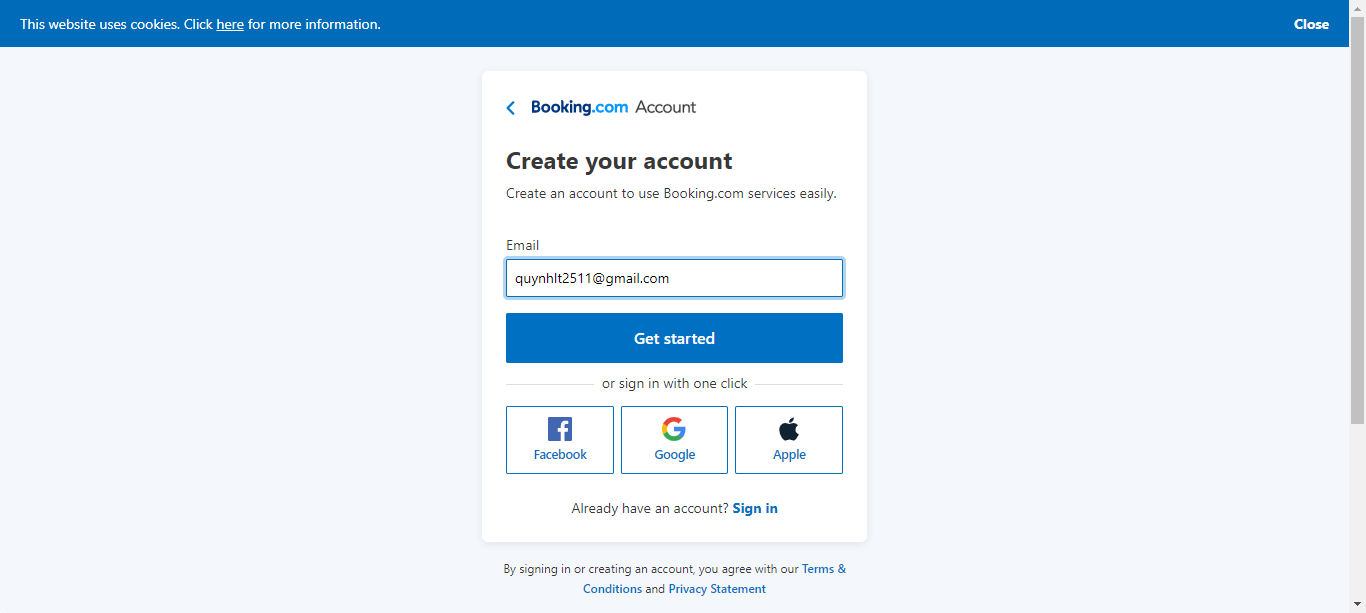 This website uses cookies. Click here for more information.
Close
Booking.com Account
Create your account
Create an account to use Booking.com services easily.
Email
quynhlt2511@gmail.com
Get started
or sign in with one click
Facebook
Google
Apple
Already have an account? Sign in
By signing in or creating an account, you agree with our Terms &
Conditions and Privacy Statement